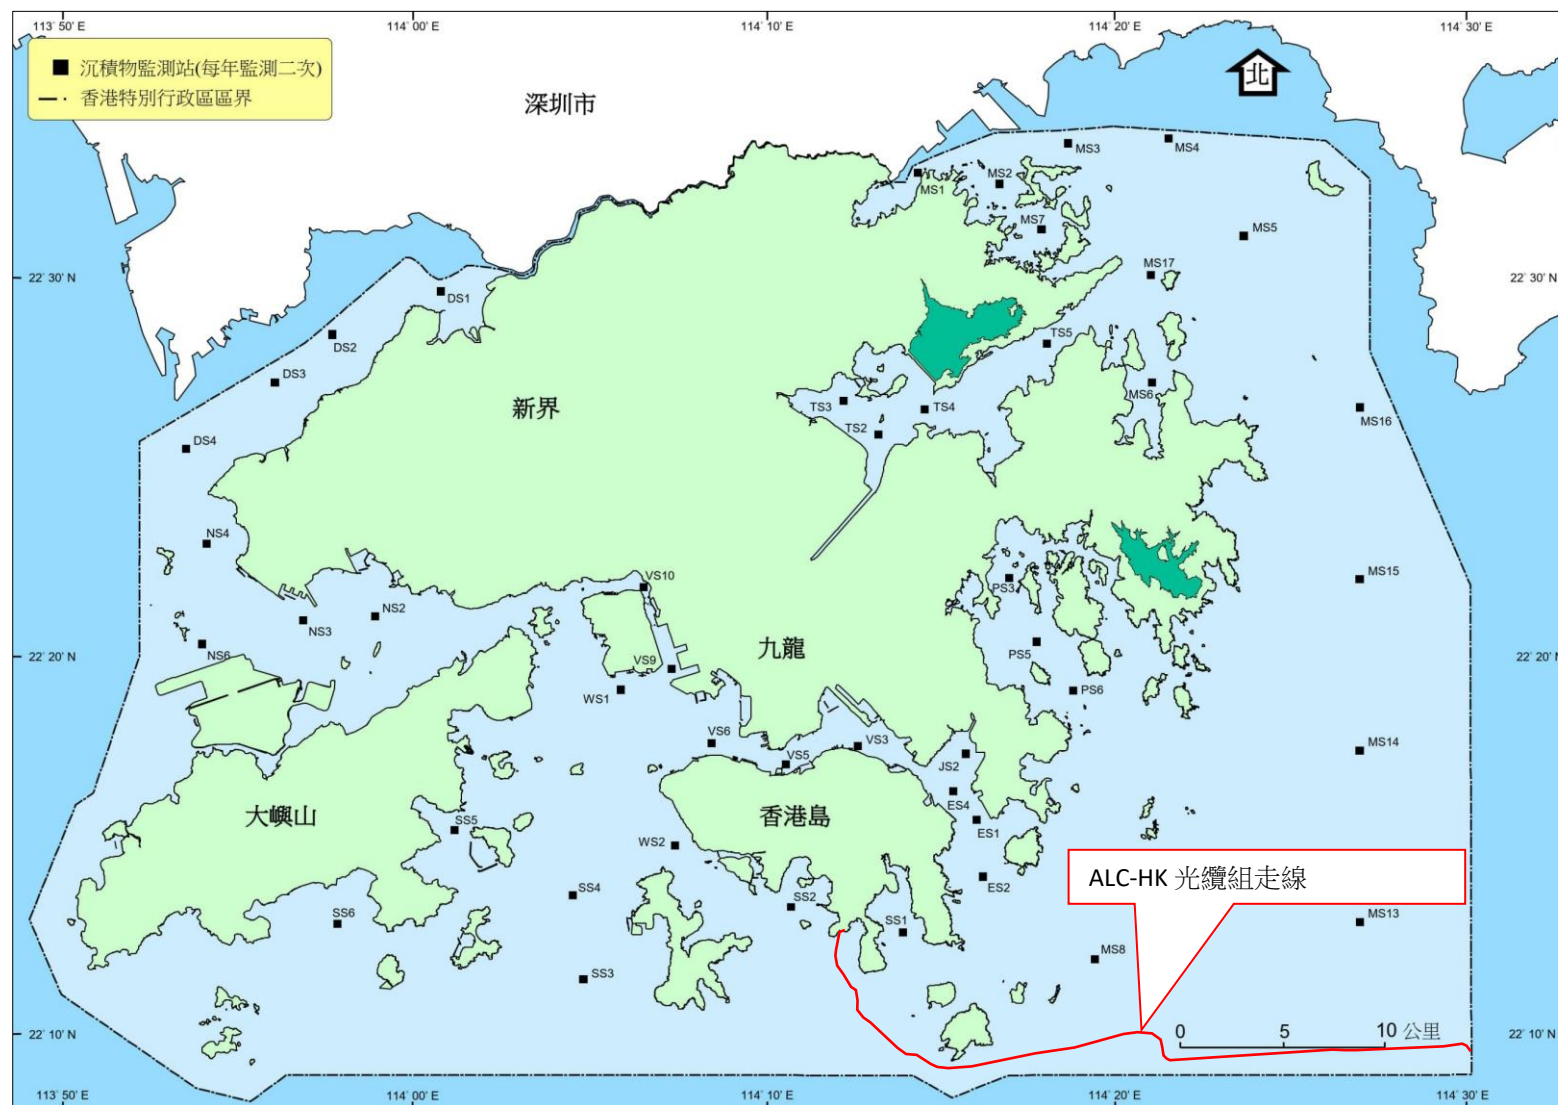 113° 50' E
114° 00' E
114° 10' E
114° 20' E
114° 30' E
沉積物監測站(每年監測二次)
香港特別行政區區界
深圳市
北
MS3
MS4
MS1
MS2
MS7
MS5
MS17
22° 30' N
22° 30' N
DS1
DS2
DS3
TS5
MS6
新界
TS3
TS4
TS2
MS16
DS4
NS4
VS10
PS3
MS15
NS2
NS3
NS6
22° 20' N
九龍
PS5
22° 20' N
VS9
WS1
PS6
VS6
VS3
VS5
JS2
MS14
大嶼山
香港島
ES4
SS5
ES1
WS2
ALC-HK 光纜組走線
SS4
SS2
ES2
SS6
SS1
MS13
MS8
SS3
22° 10' N
0
5
10 公里
22° 10' N
113° 50' E
114° 00' E
114° 10' E
114° 20' E
114° 30' E